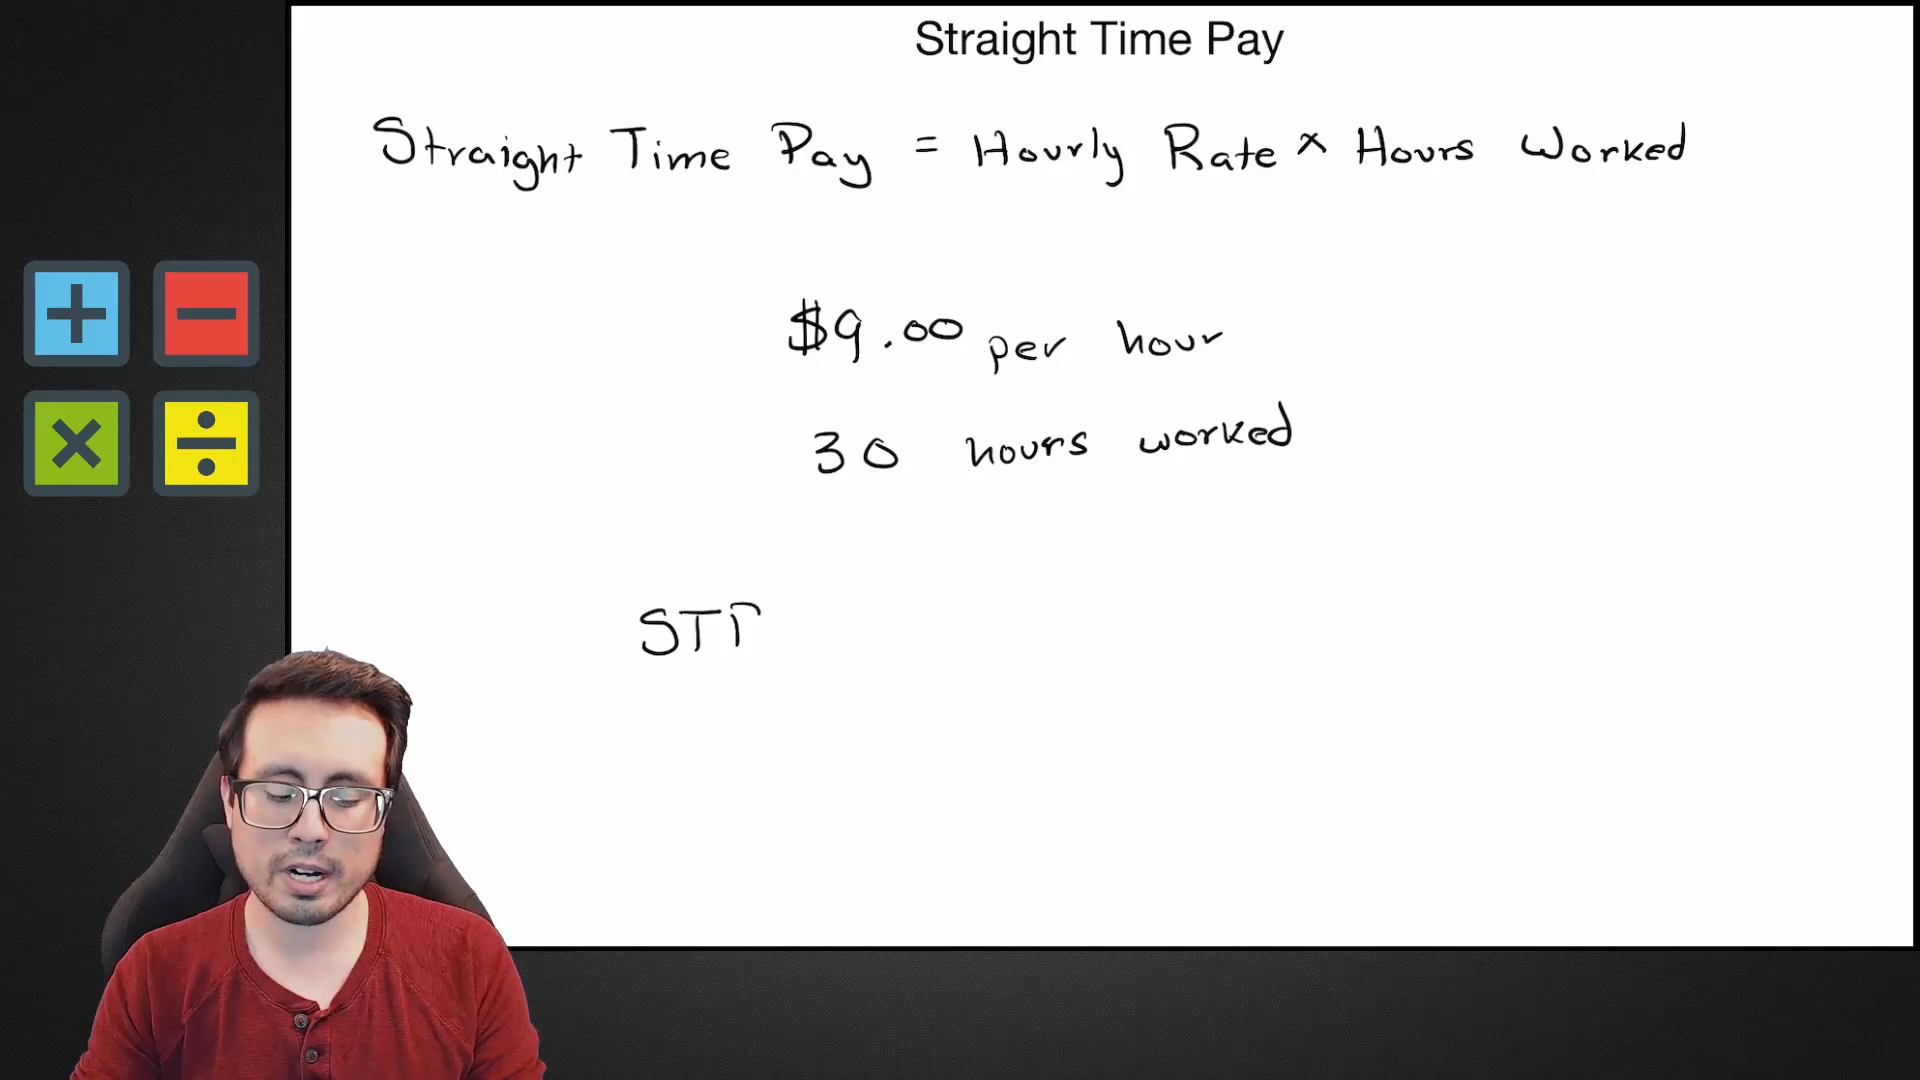 Straight Time Pay
Straight Time Pay = Hourly Rate × Hours Worked
$9.00 per hour
30 hours worked
STP